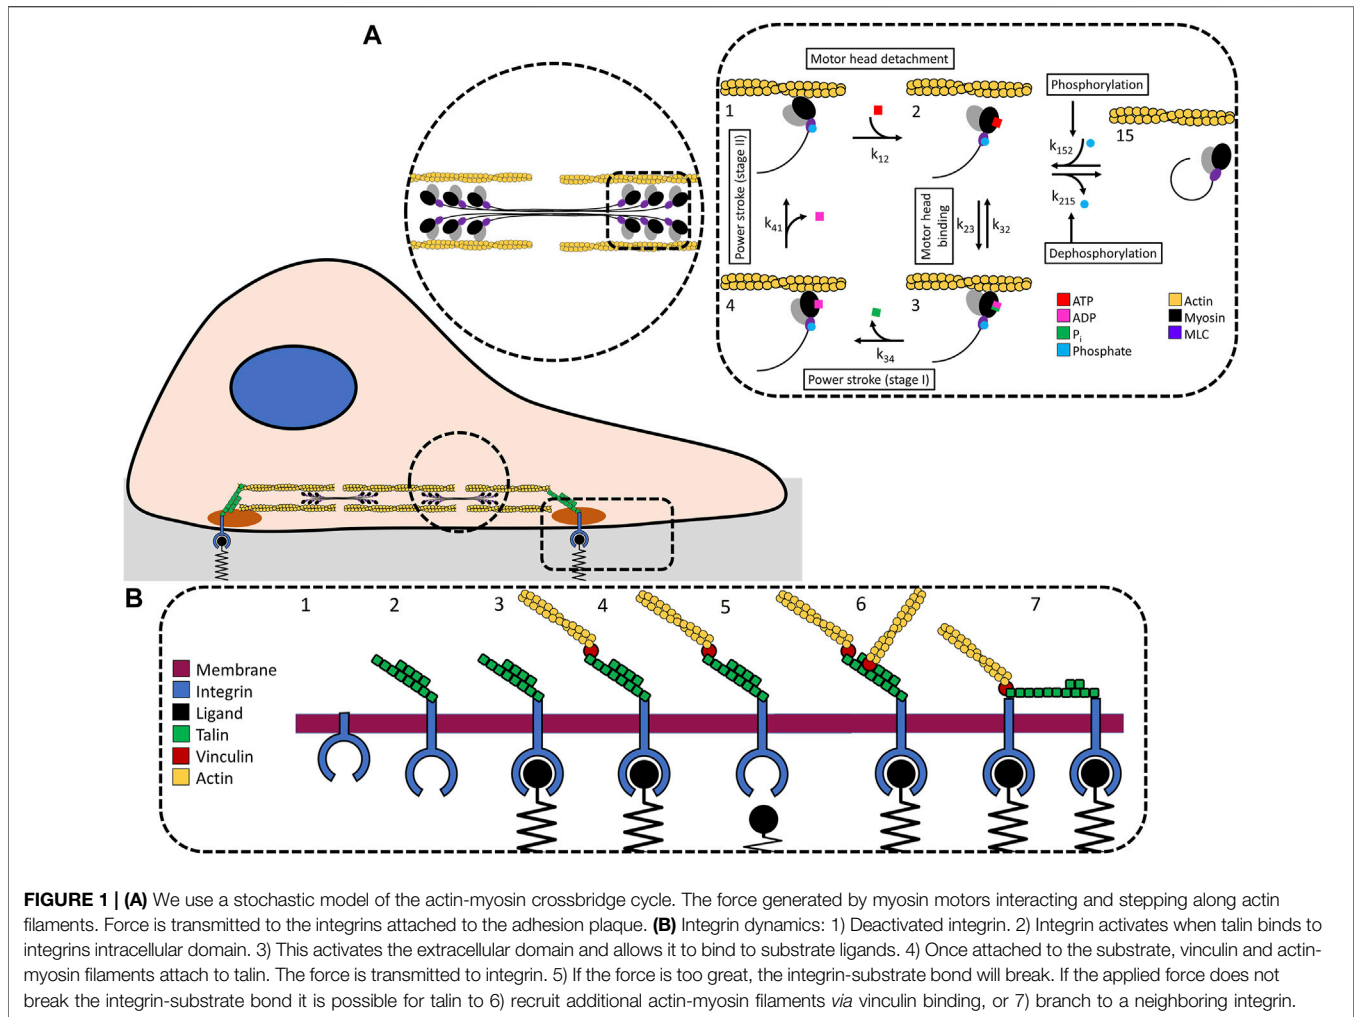 A
Motor head detachment
1
2
Phosphorylation
15
k12
k152
k215
Power stroke (stage II)
k41
Motor head binding
k23
k32
Dephosphorylation
4
3
k34
Power stroke (stage I)
ATP
ADP
Pi
Phosphate
Actin
Myosin
MLC
B
1
2
3
4
5
6
7
Membrane
Integrin
Ligand
Talin
Vinculin
Actin
FIGURE 1 | (A) We use a stochastic model of the actin-myosin crossbridge cycle. The force generated by myosin motors interacting and stepping along actin
filaments. Force is transmitted to the integrins attached to the adhesion plaque. (B) Integrin dynamics: 1) Deactivated integrin. 2) Integrin activates when talin binds to
integrins intracellular domain. 3) This activates the extracellular domain and allows it to bind to substrate ligands. 4) Once attached to the substrate, vinculin and actin-
myosin filaments attach to talin. The force is transmitted to integrin. 5) If the force is too great, the integrin-substrate bond will break. If the applied force does not
break the integrin-substrate bond it is possible for talin to 6) recruit additional actin-myosin filaments via vinculin binding, or 7) branch to a neighboring integrin.